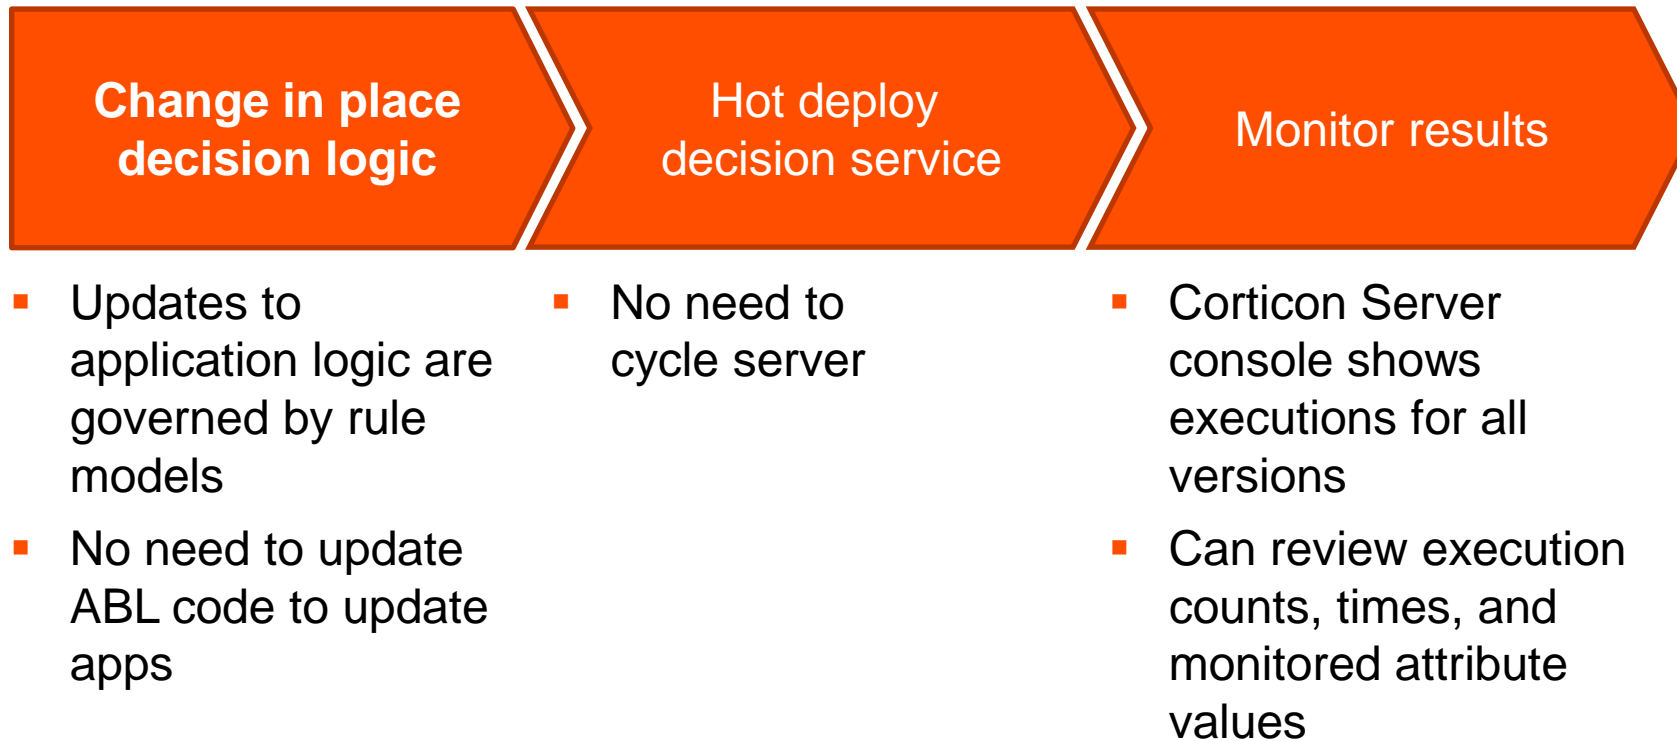 Change in place
decision logic
Hot deploy
decision service
Monitor results
▪ Updates to
application logic are
governed by rule
models
▪ No need to update
ABL code to update
apps
▪ No need to
cycle server
▪ Corticon Server
console shows
executions for all
versions
▪ Can review execution
counts, times, and
monitored attribute
values